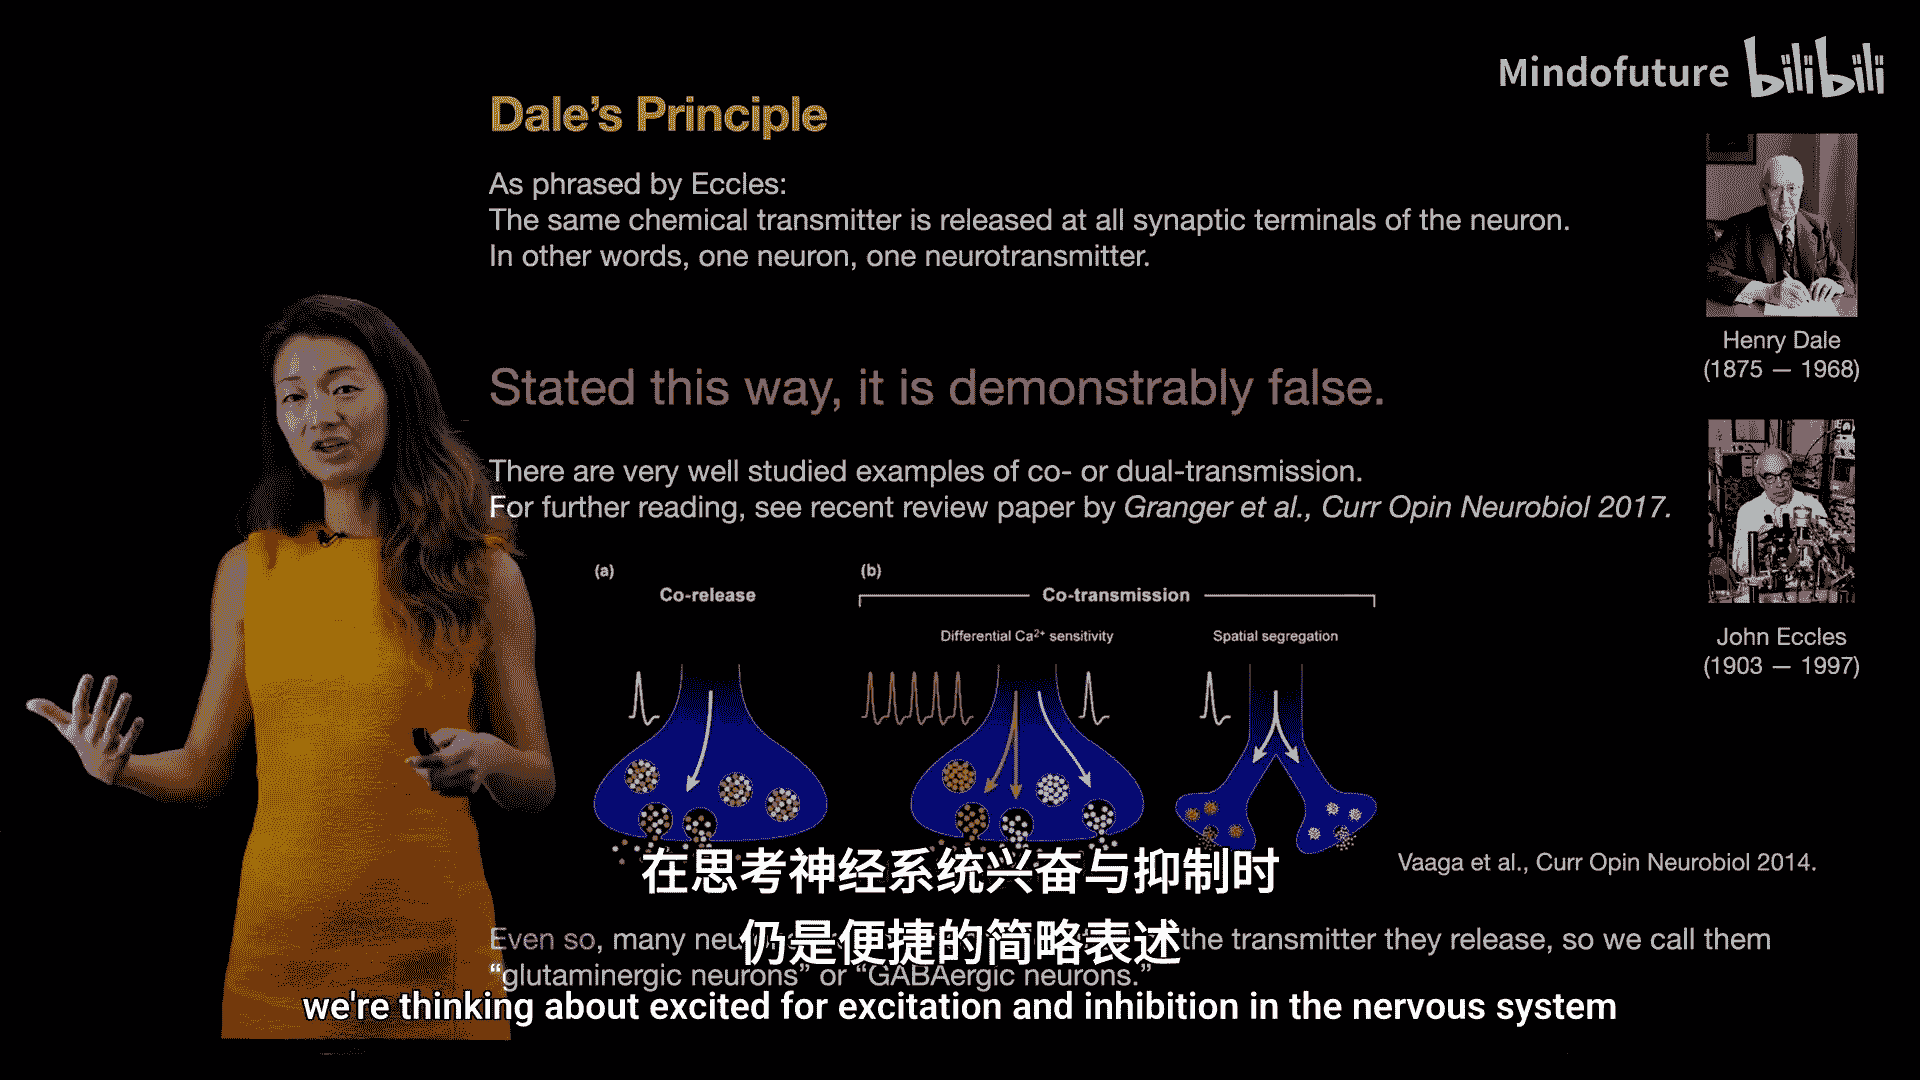 Mindofuture bilibili
Dale's Principle
As phrased by Eccles:
The same chemical transmitter is released at all synaptic terminals of the neuron.
In other words, one neuron, one neurotransmitter.
Henry Dale
(1875 — 1968)
Stated this way, it is demonstrably false.
There are very well studied examples of co- or dual-transmission.
For further reading, see recent review paper by Granger et al., Curr Opin Neurobiol 2017.
John Eccles
(1903 — 1997)
(a)
Co-release
(b)
Co-transmission
Differential Ca2+ sensitivity
Spatial segregation
Vaaga et al., Curr Opin Neurobiol 2014.
在思考神经系统兴奋与抑制时
仍是便捷的简略表述
Even so, many the transmitter they release, so we call them
“glutaminergic neurons” or “GABAergic neurons.”
we're thinking about excited for excitation and inhibition in the nervous system